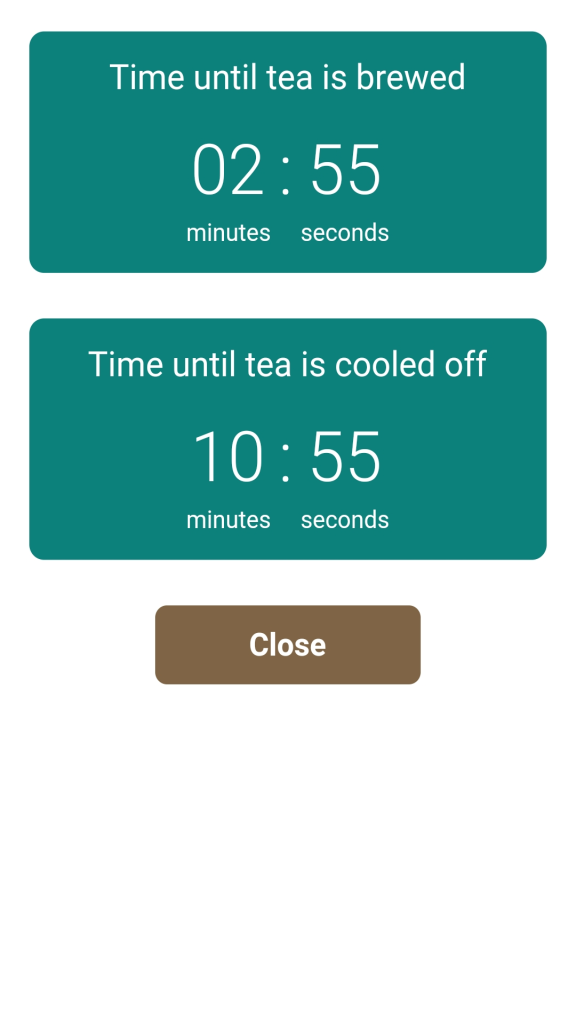 Time until tea is brewed
02 : 55
minutes seconds
Time until tea is cooled off
10 : 55
minutes seconds
Close